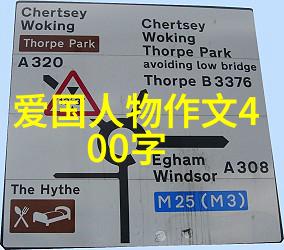 Chertsey
Woking
Thorpe Park
A320
Chertsey
Woking
Thorpe Park
avoiding low bridge
Thorpe B3376
爱国人物作文4
00字
Egham A308
Windsor
M25 (M3)
The Hythe